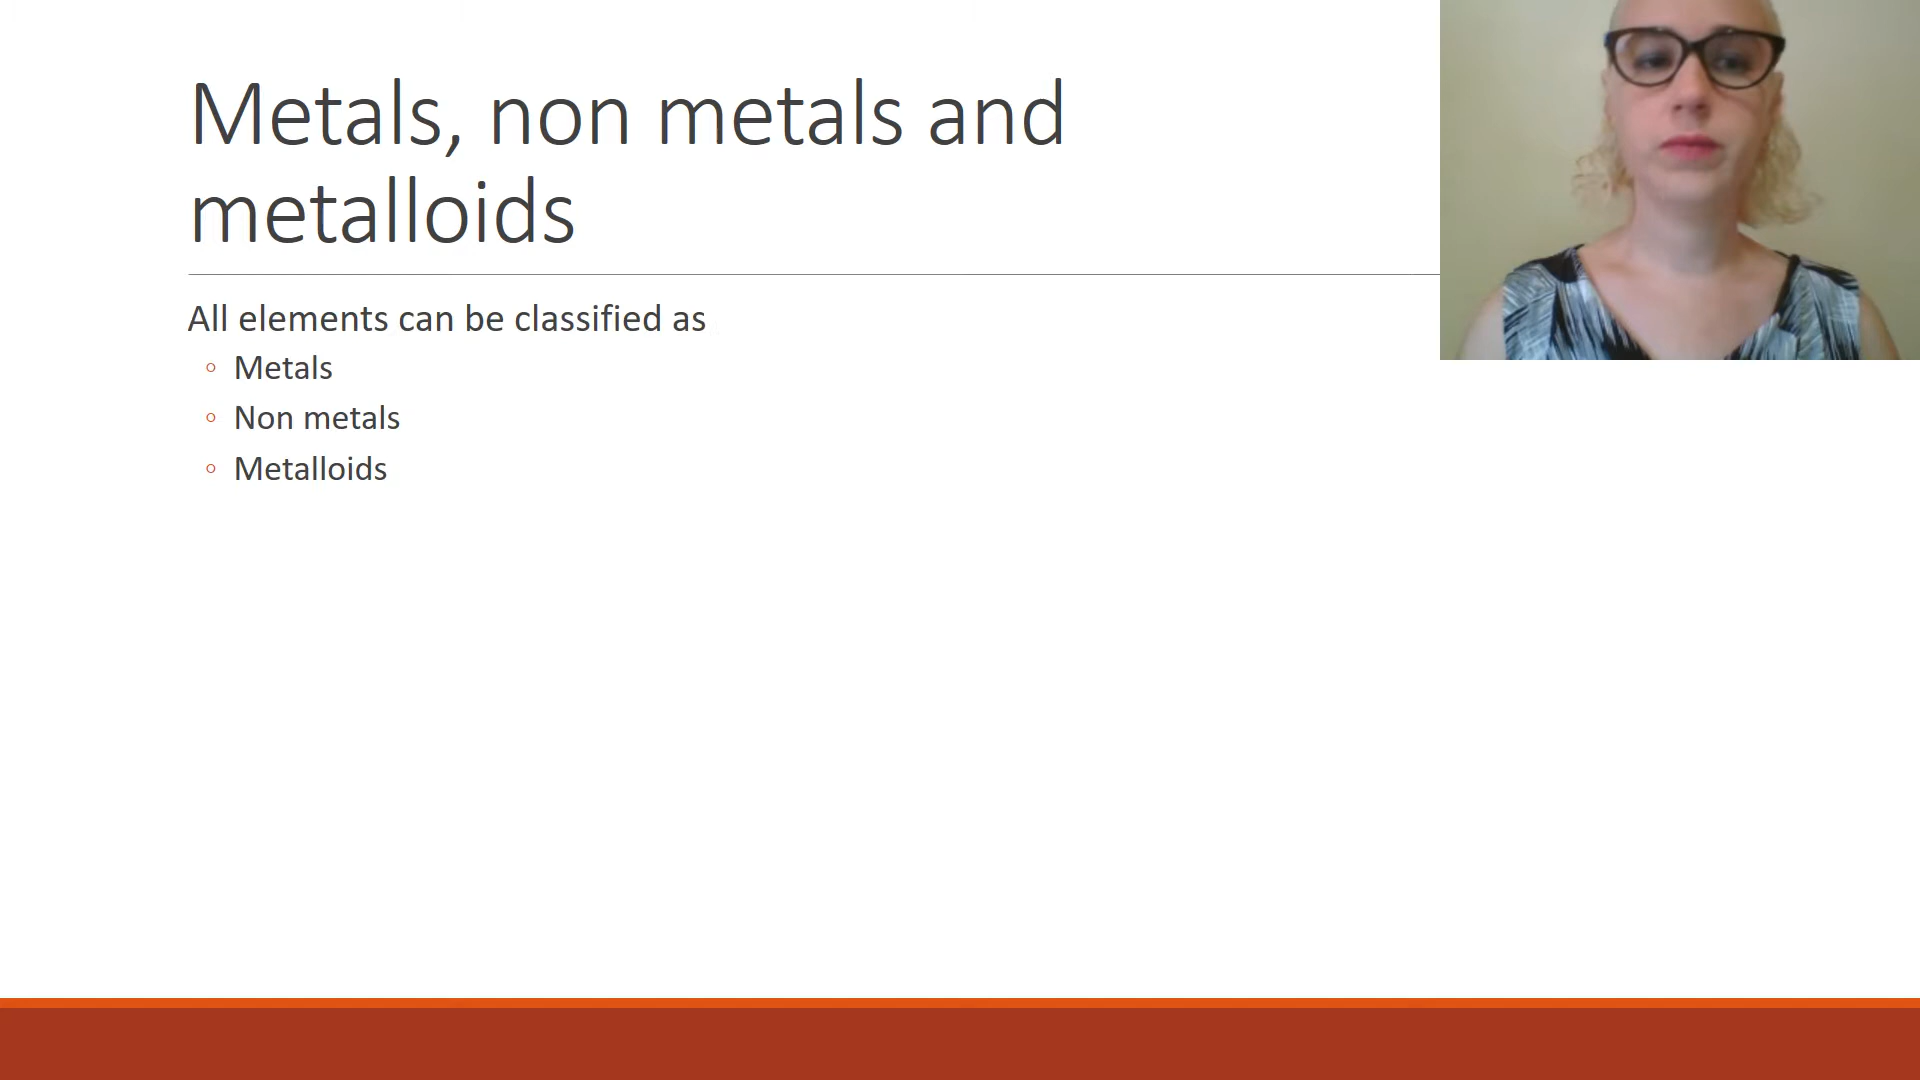 Metals, non metals and
metalloids
All elements can be classified as
Metals
Non metals
Metalloids